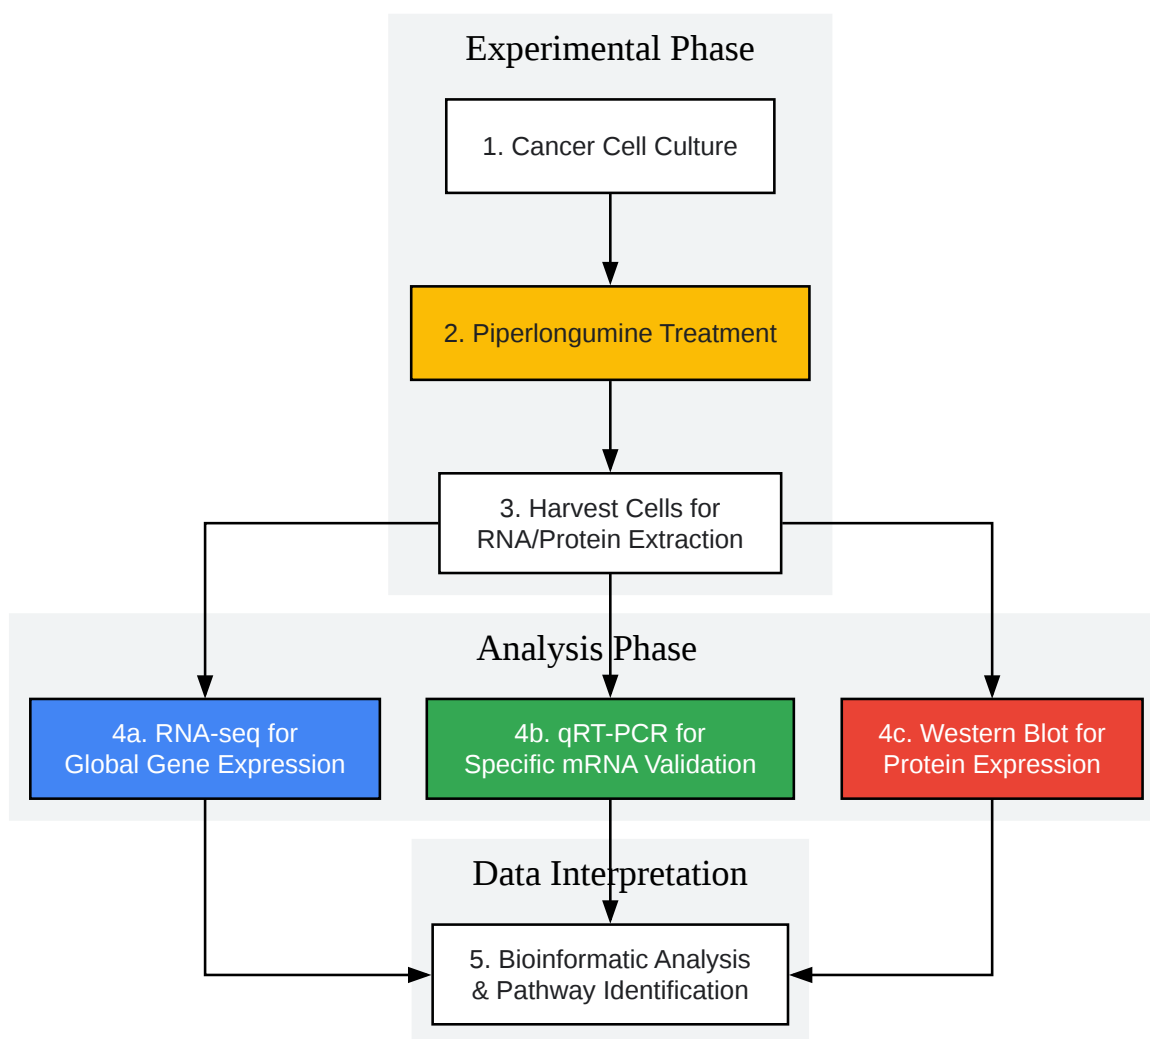 Experimental Phase
1. Cancer Cell Culture
2. Piperlongumine Treatment
3. Harvest Cells for
RNA/Protein Extraction
Analysis Phase
4a. RNA-seq for
Global Gene Expression
4b. qRT-PCR for
Specific mRNA Validation
4c. Western Blot for
Protein Expression
Data Interpretation
5. Bioinformatic Analysis
& Pathway Identification